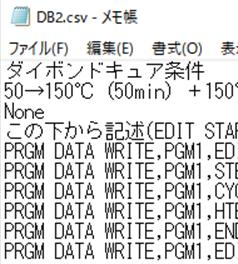 DB2.csv - メモ帳
ファイル(F) 編集(E) 書式(O) 表
ダイボンドキュア条件
50→150℃ (50min) +150
None
この下から記述(EDIT STAR
PRGM DATA WRITE,PGM1,ED
PRGM DATA WRITE,PGM1,STE
PRGM DATA WRITE,PGM1,CYC
PRGM DATA WRITE,PGM1,HTE
PRGM DATA WRITE,PGM1,END
PRGM DATA WRITE,PGM1,ED